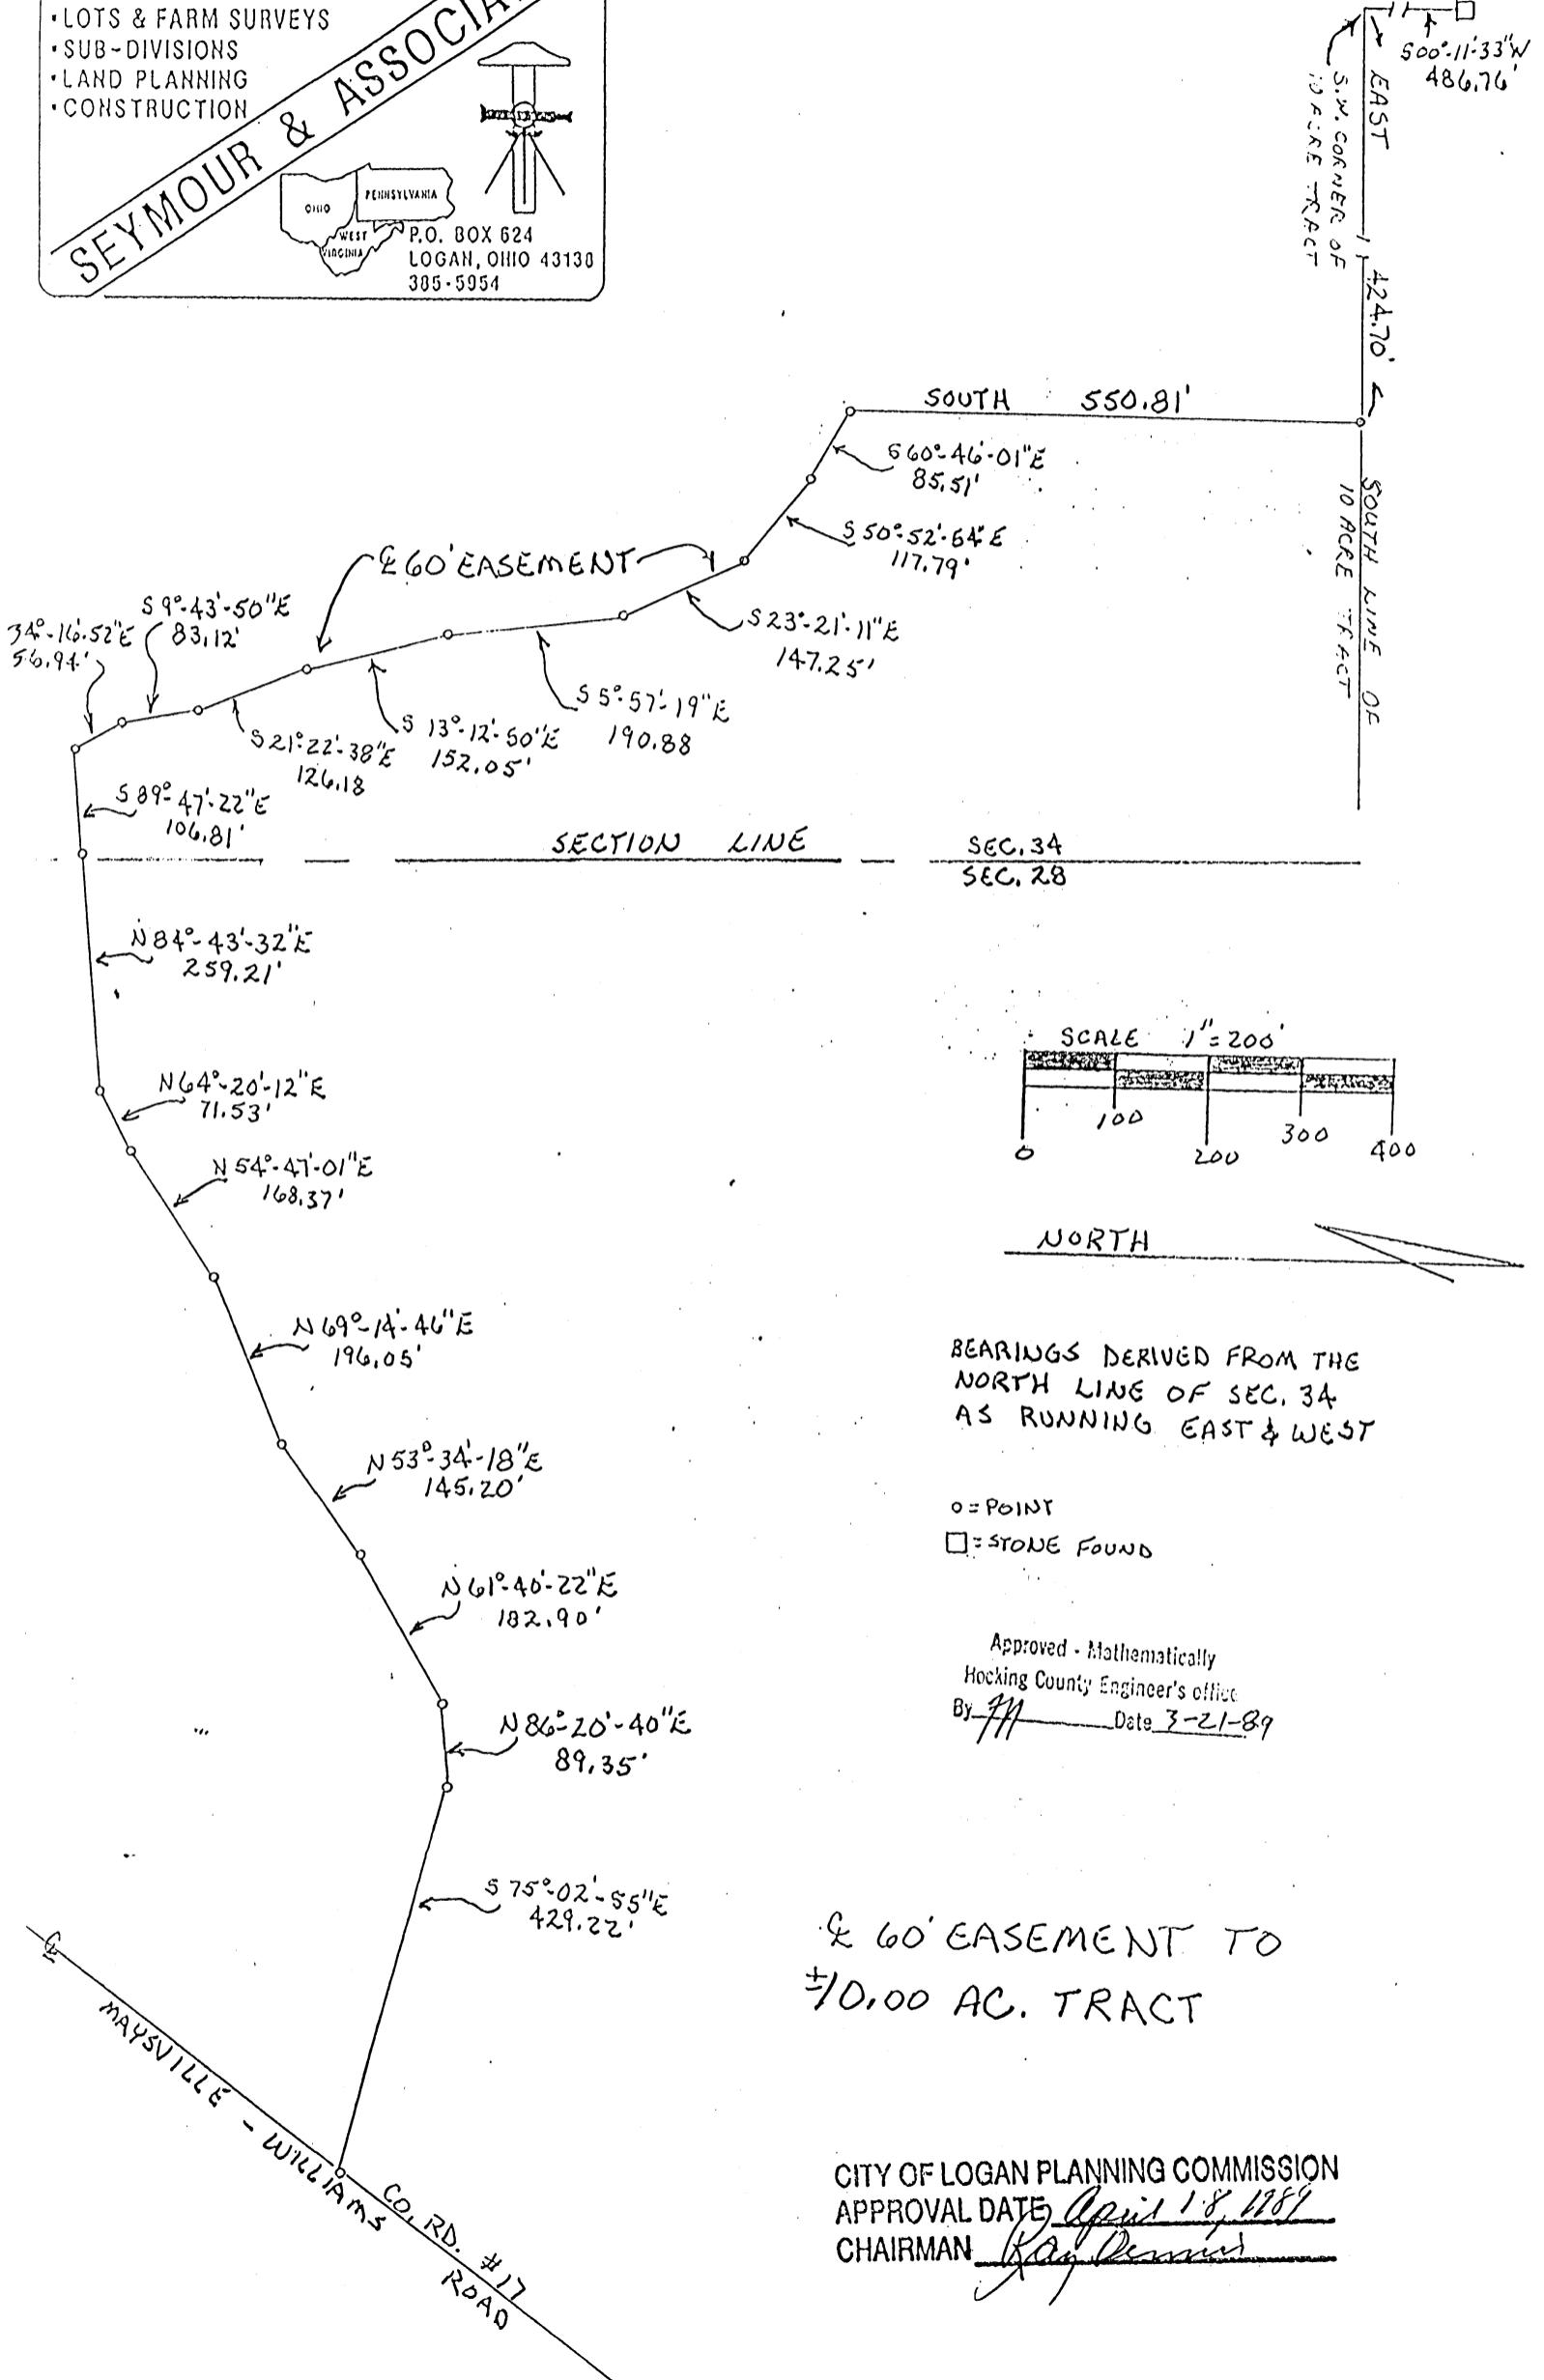 • LOTS & FARM SURVEYS
• SUB-DIVISIONS
• LAND PLANNING
• CONSTRUCTION
SEYMOUR & ASSOCIA
OHIO
PENNSYLVANIA
WEST
VIRGINIA
P.O. BOX 624
LOGAN, OHIO 43138
385-5954
S00°-11'-33"W
486.76'
EAST 424.70'
S.W. CORNER OF
10 ACRE TRACT
SOUTH 550.81'
SOUTH LINE OF
10 ACRE TRACT
S60°-46'-01"E
85.51'
S50°-52'-54"E
117.79'
℄ 60' EASEMENT
S23°-21'-11"E
147.25'
S 5°-57'-19"E
190.88
S 13°-12'-50"E
152.05'
S21°-22'-38"E
126.18
S9°-43'-50"E
83.12'
34°-16'-52"E
56.94'
S89°-47'-22"E
106.81'
SECTION LINE
SEC. 34
SEC. 28
N84°-43'-32"E
259.21'
N64°-20'-12"E
71.53'
N54°-47'-01"E
168.37'
N69°-14'-46"E
196.05'
N53°-34'-18"E
145.20'
N61°-40'-22"E
182.90'
N86°-20'-40"E
89.35'
S75°-02'-55"E
429.22'
SCALE 1"=200'
0 100 200 300 400
NORTH
BEARINGS DERIVED FROM THE
NORTH LINE OF SEC. 34
AS RUNNING EAST & WEST
o = POINT
□ = STONE FOUND
Approved - Mathematically
Hocking County Engineer's office
By Date 3-21-89
℄ 60' EASEMENT TO
±10.00 AC. TRACT
℄
MAYSVILLE - WILLIAMS ROAD
CO. RD. #17
CITY OF LOGAN PLANNING COMMISSION
APPROVAL DATE April 18, 1989
CHAIRMAN Ray Dennis